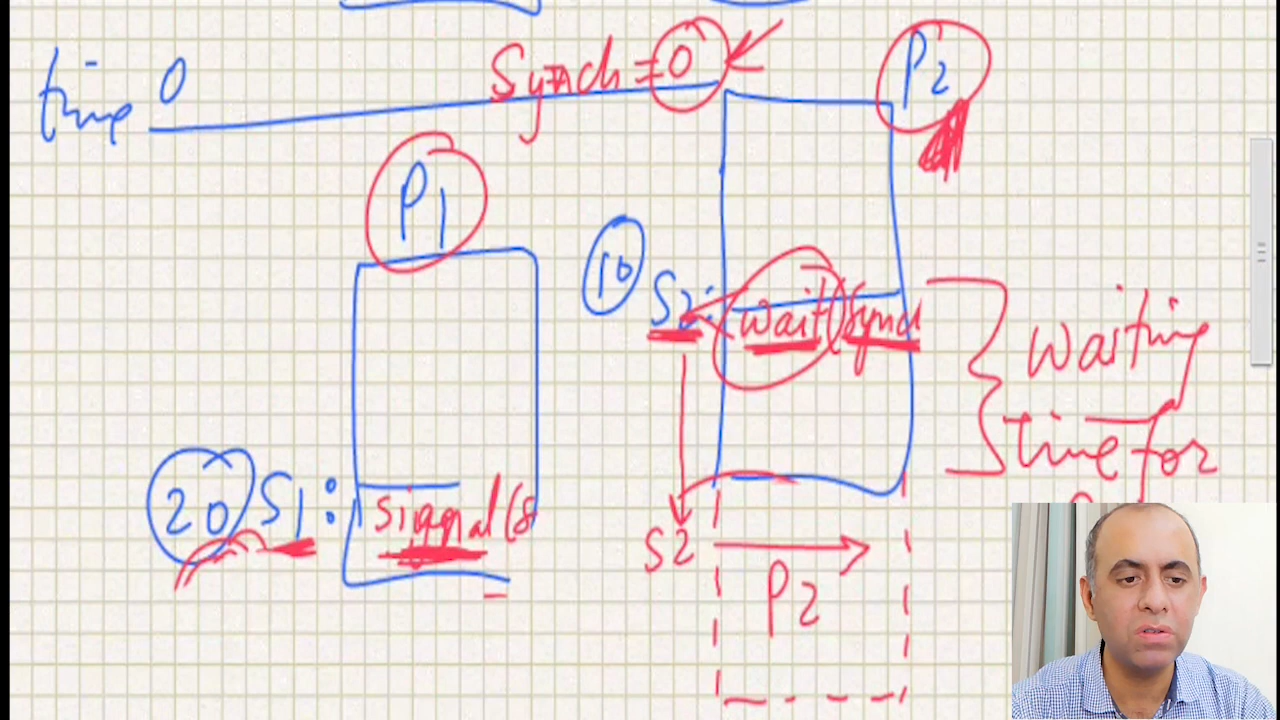 time 0
Synch = 0
P2
P1
10
S2: wait(Synch
Waiting
time for
20 S1: signal(s
S2
P2